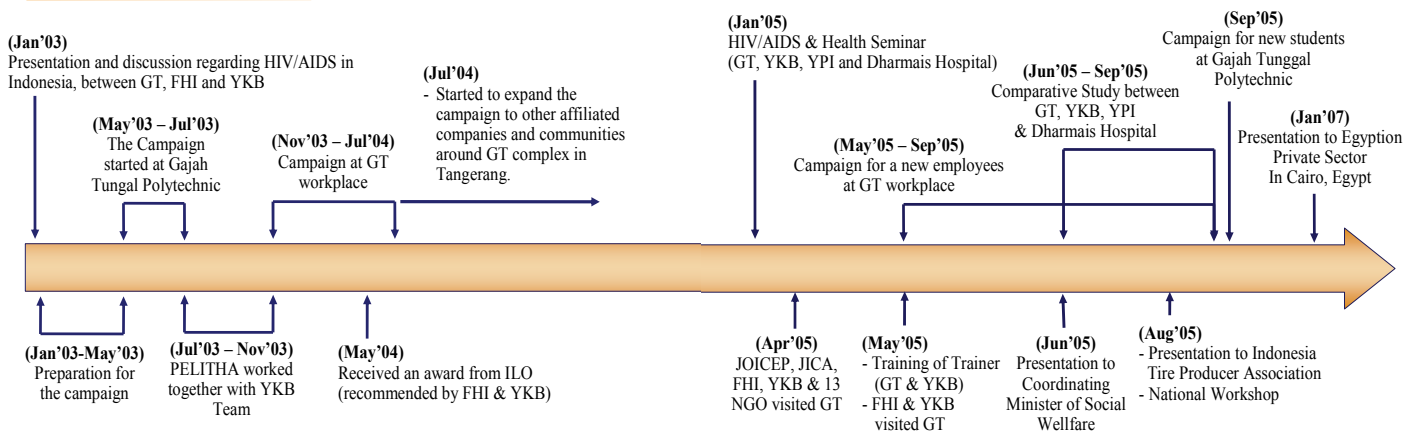 (Jan'03)
Presentation and discussion regarding HIV/AIDS in
Indonesia, between GT, FHI and YKB
(May'03 – Jul'03)
The Campaign
started at Gajah
Tungal Polytechnic
(Nov'03 – Jul'04)
Campaign at GT
workplace
(Jul'04)
- Started to expand the
campaign to other affiliated
companies and communities
around GT complex in
Tangerang.
(Jan'05)
HIV/AIDS & Health Seminar
(GT, YKB, YPI and Dharmais Hospital)
(May'05 – Sep'05)
Campaign for a new employees
at GT workplace
(Jun'05 – Sep'05)
Comparative Study between
GT, YKB, YPI
& Dharmais Hospital
(Sep'05)
Campaign for new students
at Gajah Tunggal
Polytechnic
(Jan'07)
Presentation to Egyption
Private Sector
In Cairo, Egypt
(Jan'03-May'03)
Preparation for
the campaign
(Jul'03 – Nov'03)
PELITHA worked
together with YKB
Team
(May'04)
Received an award from ILO
(recommended by FHI & YKB)
(Apr'05)
JOICEP, JICA,
FHI, YKB & 13
NGO visited GT
(May'05)
- Training of Trainer
(GT & YKB)
- FHI & YKB
visited GT
(Jun'05)
Presentation to
Coordinating
Minister of Social
Wellfare
(Aug'05)
- Presentation to Indonesia
Tire Producer Association
- National Workshop